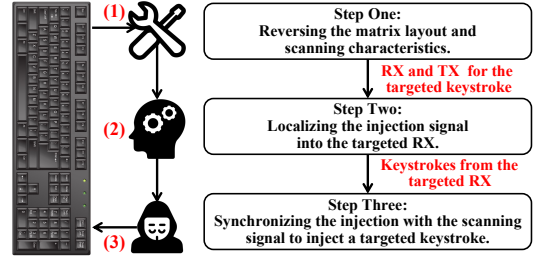 (1)
(2)
(3)
Step One:
Reversing the matrix layout and
scanning characteristics.
RX and TX for the
targeted keystroke
Step Two:
Localizing the injection signal
into the targeted RX.
Keystrokes from the
targeted RX
Step Three:
Synchronizing the injection with the scanning
signal to inject a targeted keystroke.